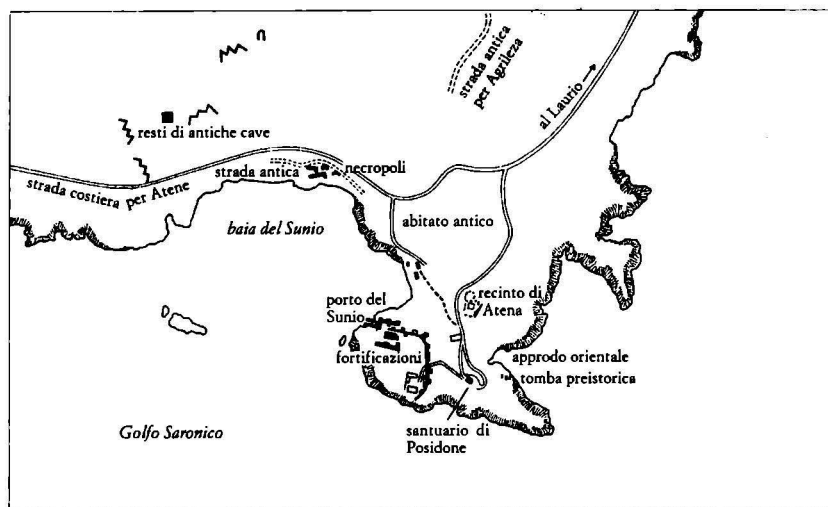 strada antica
per Agrileza
al Laurio
resti di antiche cave
strada antica
necropoli
strada costiera per Atene
baia del Sunio
abitato antico
recinto di
Atena
porto del
Sunio
fortificazioni
approdo orientale
tomba preistorica
Golfo Saronico
santuario di
Posidone